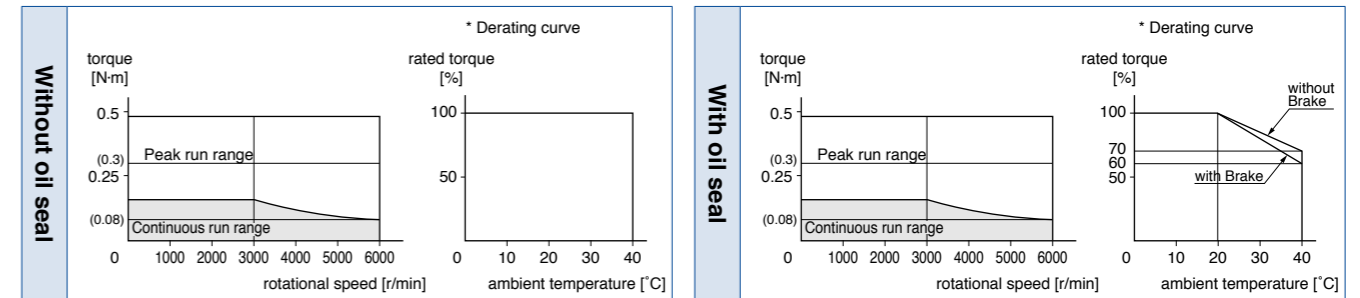 Without oil seal
* Derating curve
torque
[N·m]
0.5
(0.3)
0.25
(0.08)
Peak run range
Continuous run range
0 1000 2000 3000 4000 5000 6000
rotational speed [r/min]
rated torque
[%]
100
50
0 10 20 30 40
ambient temperature [˚C]
With oil seal
* Derating curve
torque
[N·m]
0.5
(0.3)
0.25
(0.08)
Peak run range
Continuous run range
0 1000 2000 3000 4000 5000 6000
rotational speed [r/min]
rated torque
[%]
without
Brake
100
70
60
50
with Brake
0 10 20 30 40
ambient temperature [˚C]